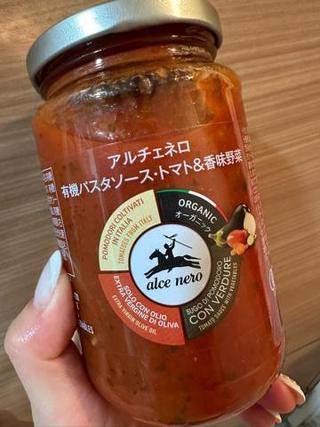 アルチェネロ
有機パスタソース・トマト&香味野菜
POMODORI COLTIVATI
IN ITALIA
TOMATOES FROM ITALY
ORGANIC
オーガニック
alce nero
SOLO CON OLIO
EXTRA VERGINE DI OLIVA
EXTRA VIRGIN OLIVE OIL
SUGO DI POMODORO
CON VERDURE
TOMATO SAUCE WITH VEGETABLES